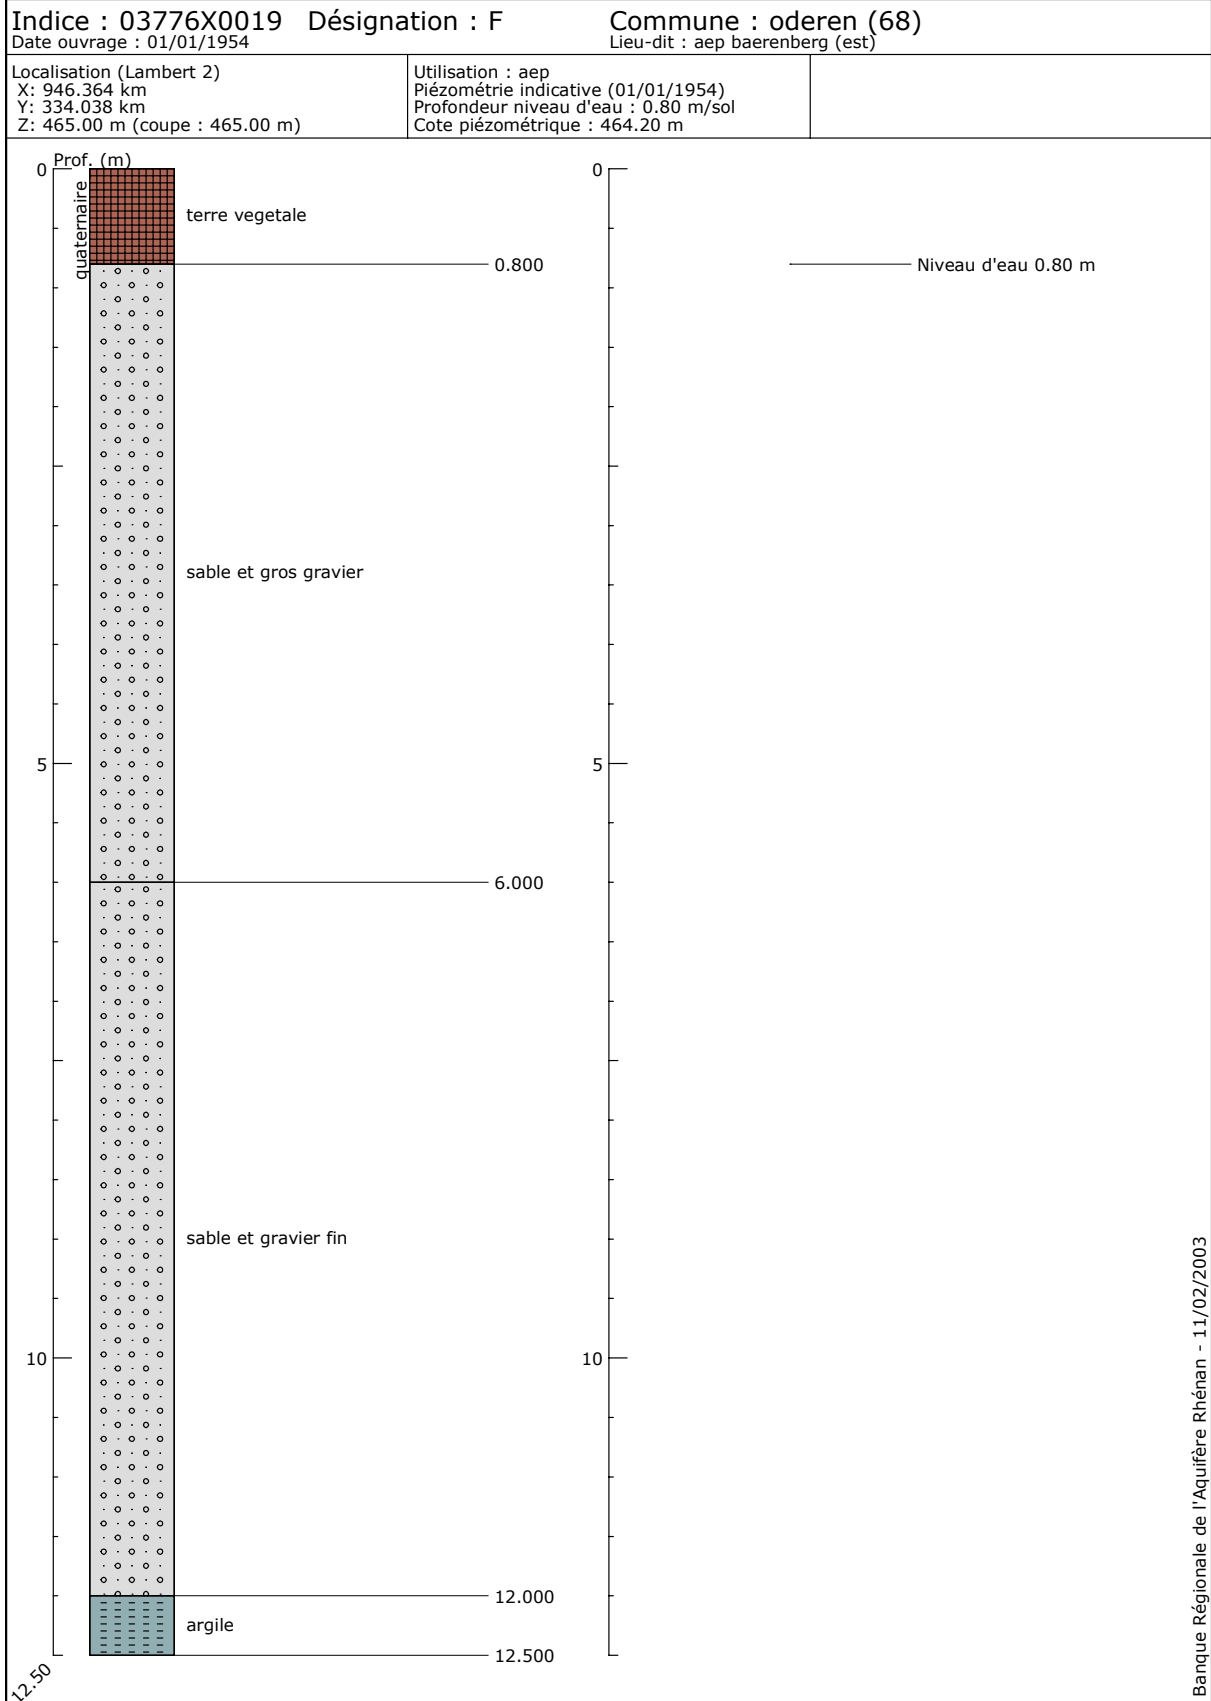 Indice : 03776X0019 Désignation : F
Commune : oderen (68)
Date ouvrage : 01/01/1954
Lieu-dit : aep baerenberg (est)
Localisation (Lambert 2)
X: 946.364 km
Y: 334.038 km
Z: 465.00 m (coupe : 465.00 m)
Utilisation : aep
Piézométrie indicative (01/01/1954)
Profondeur niveau d'eau : 0.80 m/sol
Cote piézométrique : 464.20 m
Prof. (m)
0
0
quaternaire
terre vegetale
0.800
Niveau d'eau 0.80 m
sable et gros gravier
5
5
6.000
sable et gravier fin
10
10
12.000
argile
12.500
12.50
Banque Régionale de l'Aquifère Rhénan - 11/02/2003